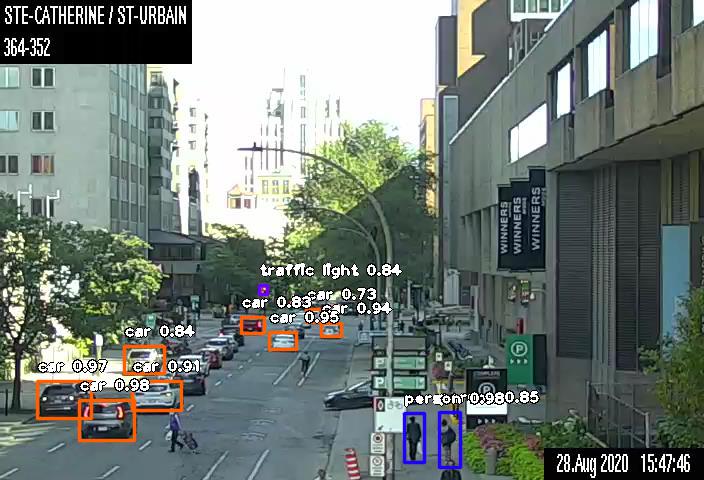 STE-CATHERINE / ST-URBAIN
364-352
WINNERS
WINNERS
WINNERS
traffic light 0.84
car 0.73
car 0.83
car 0.94
car 0.95
car 0.84
car 0.97
car 0.91
car 0.98
P
P
person 0.98
0.85
28.Aug 2020 15:47:46